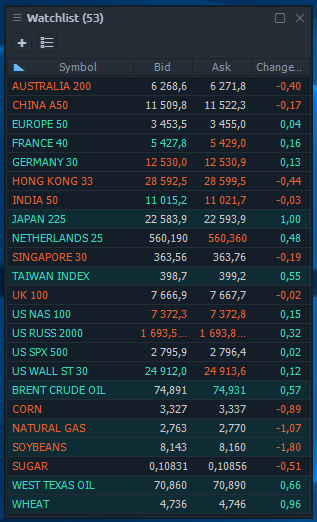 Watchlist (53)
Symbol Bid Ask Change...
AUSTRALIA 200 6 268,6 6 271,8 -0,40
CHINA A50 11 509,8 11 522,3 -0,17
EUROPE 50 3 453,5 3 455,0 0,04
FRANCE 40 5 427,8 5 429,0 0,16
GERMANY 30 12 530,0 12 530,9 0,13
HONG KONG 33 28 592,5 28 599,5 -0,44
INDIA 50 11 015,2 11 021,7 -0,03
JAPAN 225 22 583,9 22 593,9 1,00
NETHERLANDS 25 560,190 560,360 0,48
SINGAPORE 30 363,56 363,76 -0,19
TAIWAN INDEX 398,7 399,2 0,55
UK 100 7 666,9 7 667,7 -0,02
US NAS 100 7 372,3 7 372,8 0,15
US RUSS 2000 1 693,5... 1 693,8... 0,32
US SPX 500 2 795,9 2 796,4 0,02
US WALL ST 30 24 912,0 24 913,6 0,12
BRENT CRUDE OIL 74,891 74,931 0,57
CORN 3,327 3,337 -0,89
NATURAL GAS 2,763 2,770 -1,07
SOYBEANS 8,143 8,160 -1,80
SUGAR 0,10831 0,10856 -0,51
WEST TEXAS OIL 70,860 70,890 0,66
WHEAT 4,736 4,746 0,96